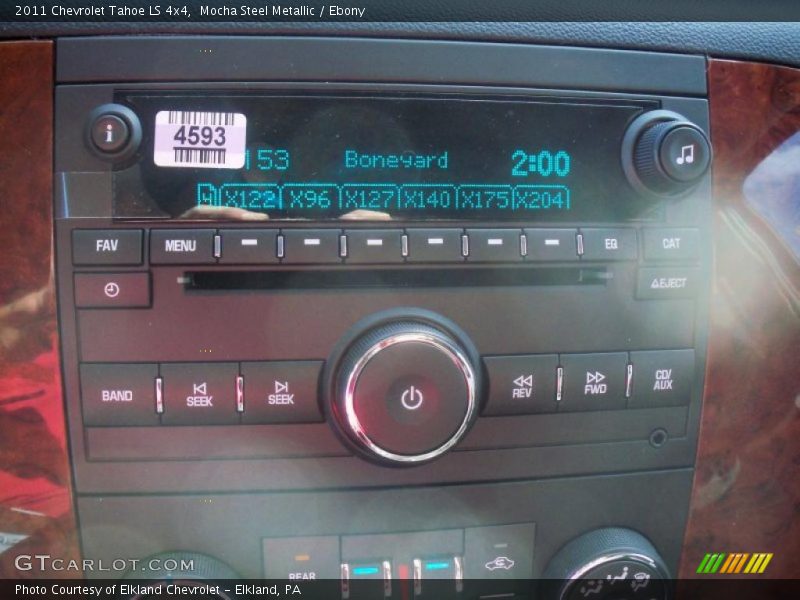 2011 Chevrolet Tahoe LS 4x4, Mocha Steel Metallic / Ebony
i
4593
153 Boneyard 2:00
X122 X96 X127 X140 X175 X204
FAV MENU EQ CAT
EJECT
BAND SEEK SEEK REV FWD CD/AUX
REAR
GTCARLOT.COM
Photo Courtesy of Elkland Chevrolet - Elkland, PA